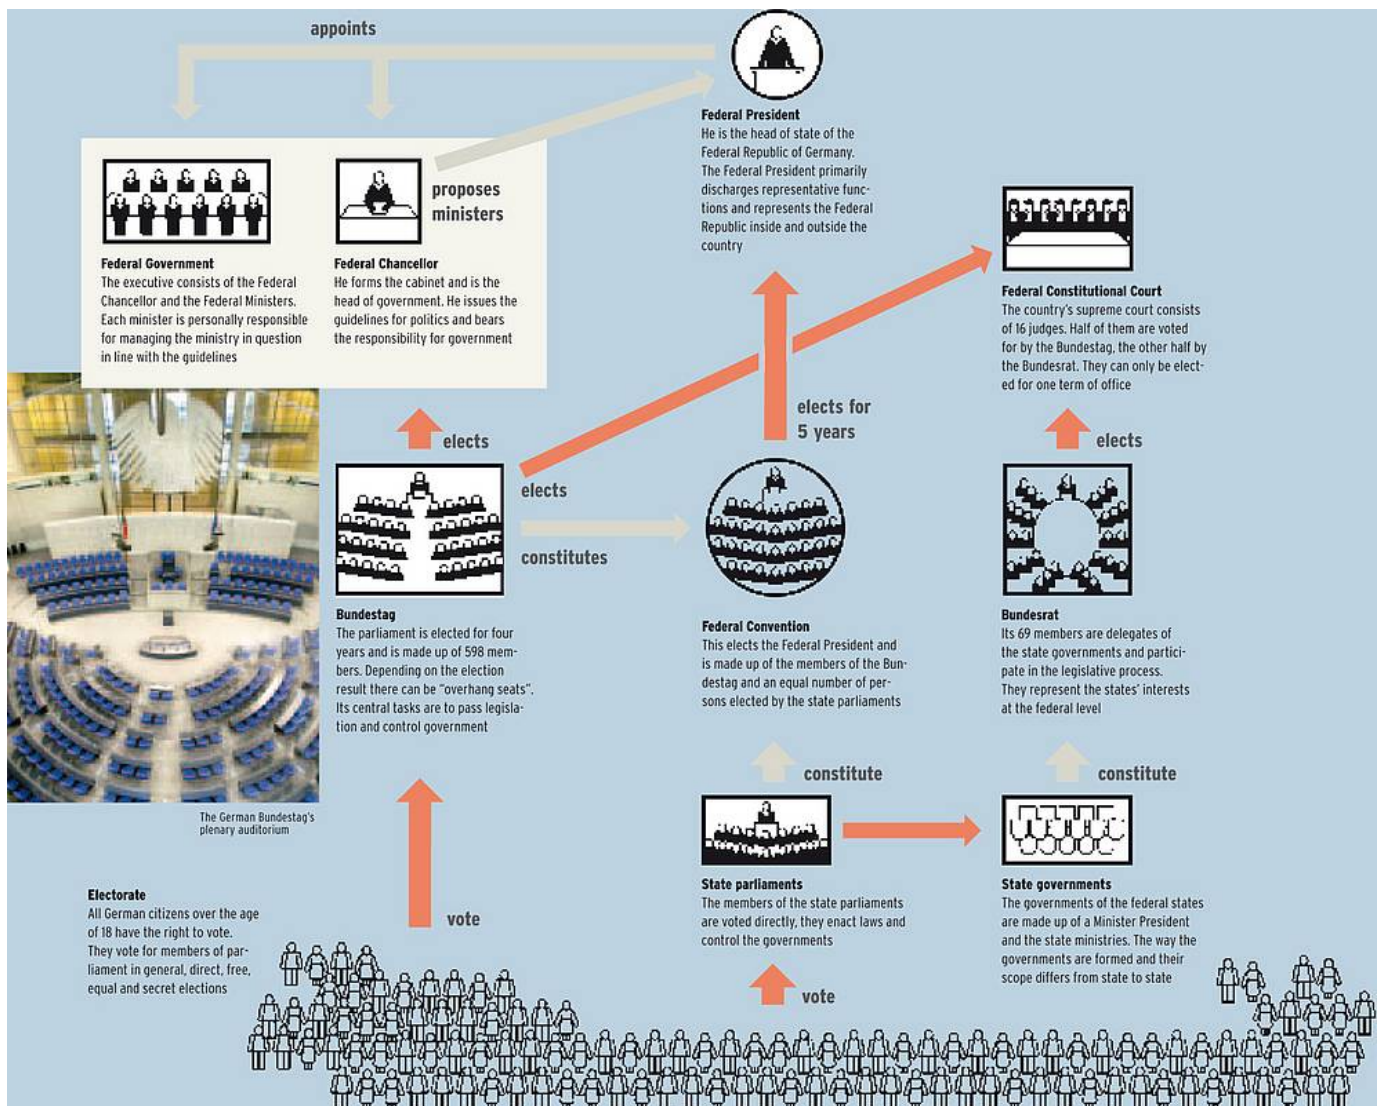 appoints
Federal President
He is the head of state of the
Federal Republic of Germany.
The Federal President primarily
discharges representative func-
tions and represents the Federal
Republic inside and outside the
country
proposes
ministers
Federal Government
The executive consists of the Federal
Chancellor and the Federal Ministers.
Each minister is personally responsible
for managing the ministry in question
in line with the guidelines
Federal Chancellor
He forms the cabinet and is the
head of government. He issues the
guidelines for politics and bears
the responsibility for government
Federal Constitutional Court
The country's supreme court consists
of 16 judges. Half of them are voted
for by the Bundestag, the other half by
the Bundesrat. They can only be elect-
ed for one term of office
elects
elects for
5 years
elects
elects
constitutes
Bundestag
The parliament is elected for four
years and is made up of 598 mem-
bers. Depending on the election
result there can be “overhang seats”.
Its central tasks are to pass legisla-
tion and control government
Federal Convention
This elects the Federal President and
is made up of the members of the Bun-
destag and an equal number of per-
sons elected by the state parliaments
Bundesrat
Its 69 members are delegates of
the state governments and partici-
pate in the legislative process.
They represent the states' interests
at the federal level
constitute
constitute
The German Bundestag's
plenary auditorium
Electorate
All German citizens over the age
of 18 have the right to vote.
They vote for members of par-
liament in general, direct, free,
equal and secret elections
vote
State parliaments
The members of the state parliaments
are voted directly, they enact laws and
control the governments
State governments
The governments of the federal states
are made up of a Minister President
and the state ministries. The way the
governments are formed and their
scope differs from state to state
vote